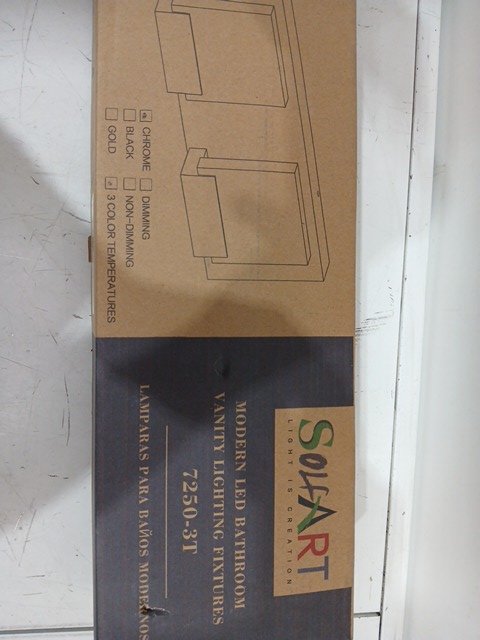 CHROME
BLACK
GOLD
DIMMING
NON-DIMMING
3 COLOR TEMPERATURES
SOLFART
LIGHT IS CREATION
MODERN LED BATHROOM
VANITY LIGHTING FIXTURES
7250-3T
LAMPARAS PARA BAÑOS MODERNOS